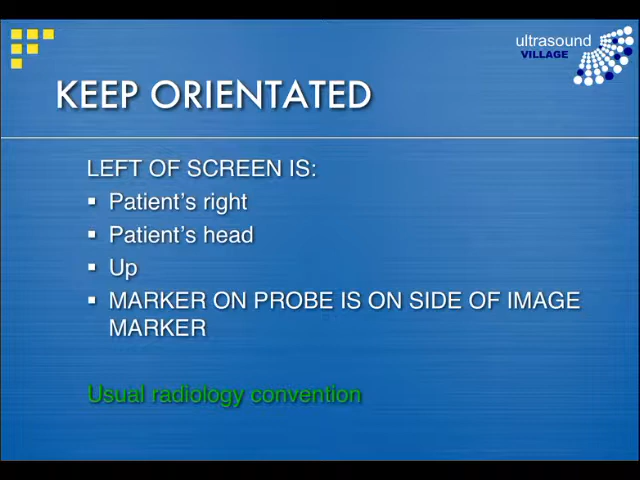 ultrasound
VILLAGE
KEEP ORIENTATED
LEFT OF SCREEN IS:
▪ Patient's right
▪ Patient's head
▪ Up
▪ MARKER ON PROBE IS ON SIDE OF IMAGE
MARKER
Usual radiology convention